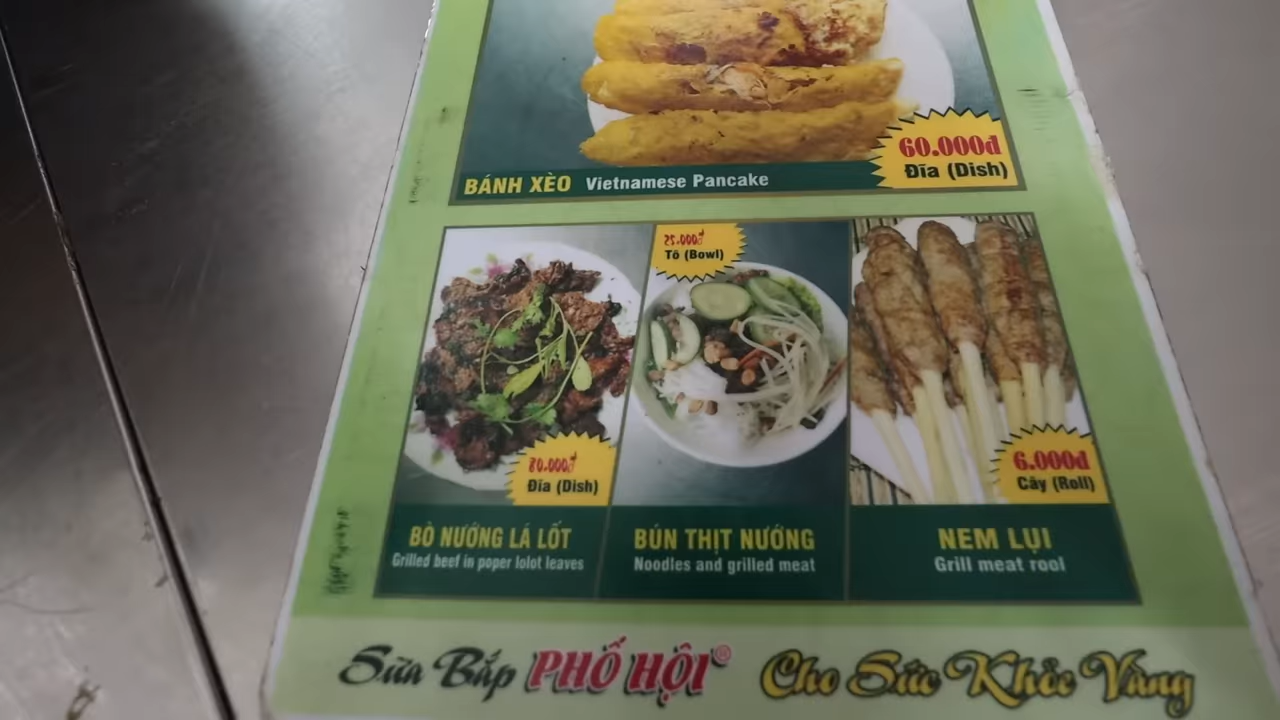 60.000đ
Đĩa (Dish)
BÁNH XÈO Vietnamese Pancake
25.000đ
Tô (Bowl)
80.000đ
Đĩa (Dish)
6.000đ
Cây (Roll)
BÒ NƯỚNG LÁ LỐT
Grilled beef in poper lolot leaves
BÚN THỊT NƯỚNG
Noodles and grilled meat
NEM LỤI
Grill meat rool
Sữa Bắp PHỐ HỘI® Cho Sức Khỏe Vàng